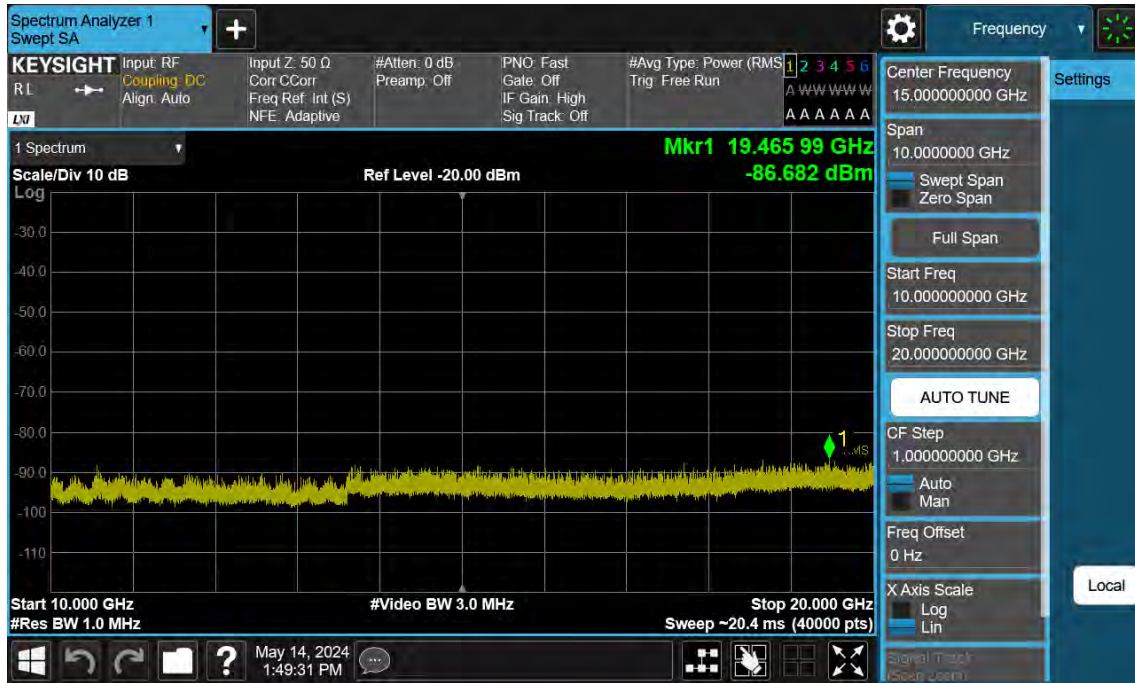 Spectrum Analyzer 1
Swept SA
+
Frequency
KEYSIGHT
RL
LXI
Input: RF
Coupling: DC
Align: Auto
Input Z: 50 Ω
Corr CCorr
Freq Ref: Int (S)
NFE: Adaptive
#Atten: 0 dB
Preamp: Off
PNO: Fast
Gate: Off
IF Gain: High
Sig Track: Off
#Avg Type: Power (RMS
Trig: Free Run
1 2 3 4 5 6
A W W W W W
A A A A A A
1 Spectrum
Scale/Div 10 dB
Ref Level -20.00 dBm
Mkr1 19.465 99 GHz
-86.682 dBm
Log
-30.0
-40.0
-50.0
-60.0
-70.0
-80.0
-90.0
-100
-110
1
Start 10.000 GHz
#Res BW 1.0 MHz
#Video BW 3.0 MHz
Stop 20.000 GHz
Sweep ~20.4 ms (40000 pts)
?
May 14, 2024
1:49:31 PM
Center Frequency
15.000000000 GHz
Span
10.0000000 GHz
Swept Span
Zero Span
Full Span
Start Freq
10.000000000 GHz
Stop Freq
20.000000000 GHz
AUTO TUNE
CF Step
1.000000000 GHz
Auto
Man
Freq Offset
0 Hz
X Axis Scale
Log
Lin
Signal Track
(Span Zoom)
Settings
Local